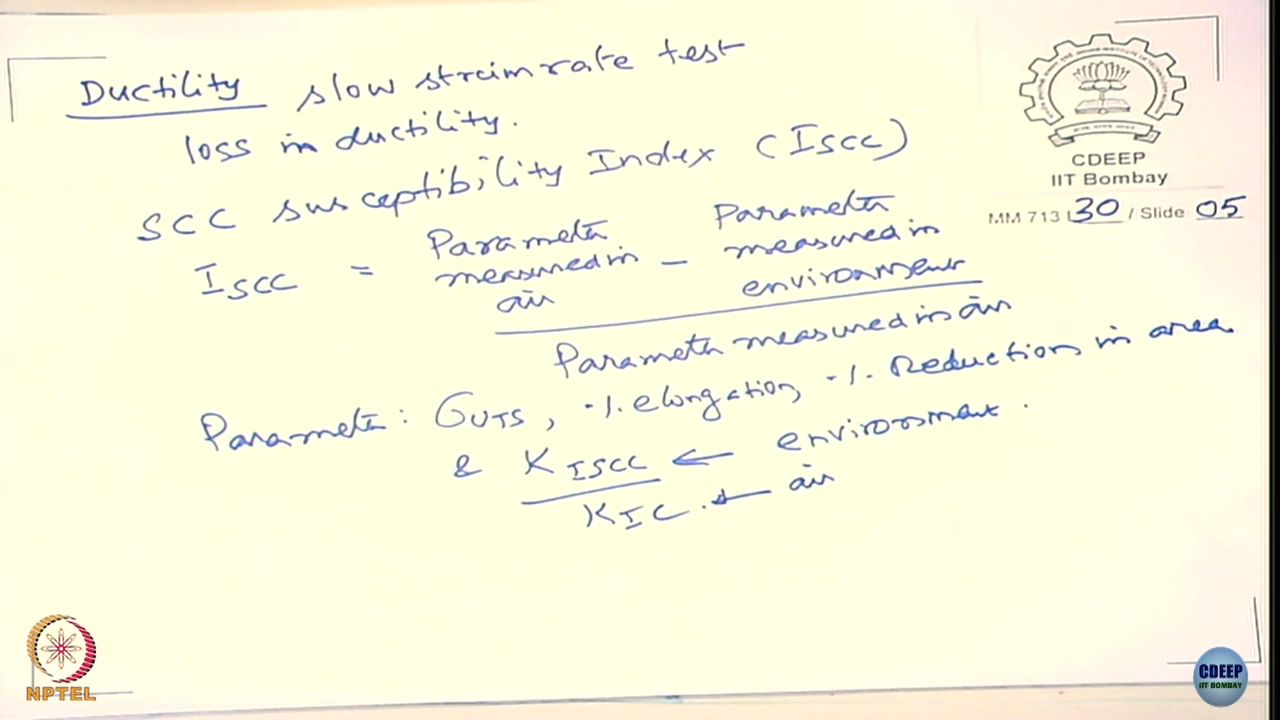 Ductility slow strain rate test
loss in ductility.
SCC susceptibility Index (ISCC)
ISCC = Parameter measured in air - Parameter measured in environment
Parameter measured in air
Parameter: σUTS, % elongation, % Reduction in area
& KISCC ← environment.
KIC. ← air
CDEEP
IIT Bombay
MM 713 L30 / Slide 05
NPTEL
CDEEP
IIT BOMBAY